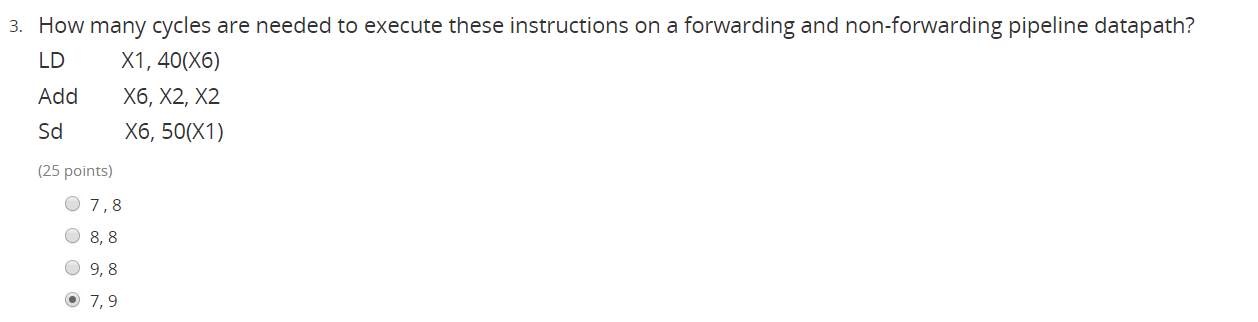 3. How many cycles are needed to execute these instructions on a forwarding and non-forwarding pipeline datapath?
LD X1, 40(X6)
Add X6, X2, X2
Sd X6, 50(X1)
(25 points)
7 , 8
8, 8
9, 8
7, 9